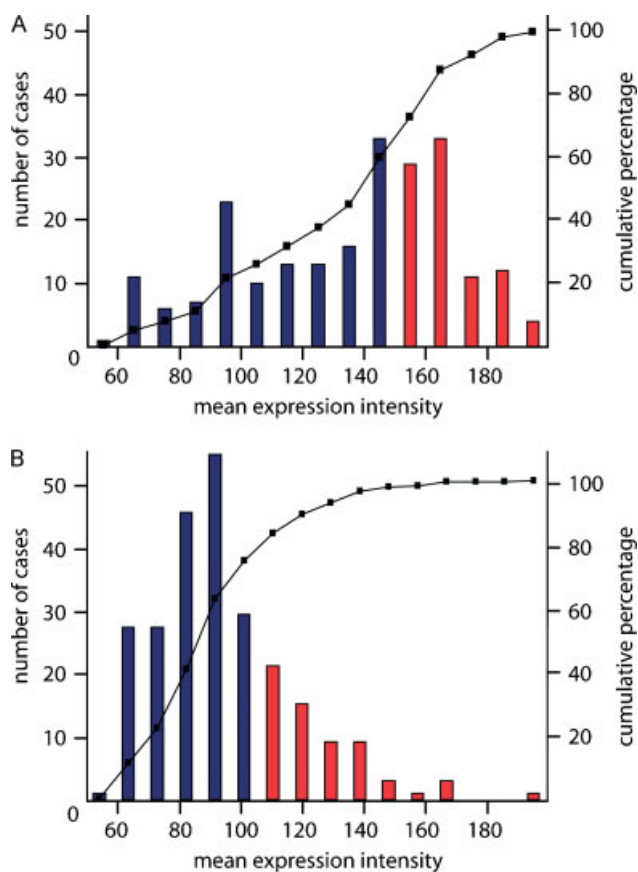 A
50
40
30
20
10
0
100
80
60
40
20
number of cases
cumulative percentage
60 80 100 120 140 160 180
mean expression intensity
B
50
40
30
20
10
0
100
80
60
40
20
number of cases
cumulative percentage
60 80 100 120 140 160 180
mean expression intensity